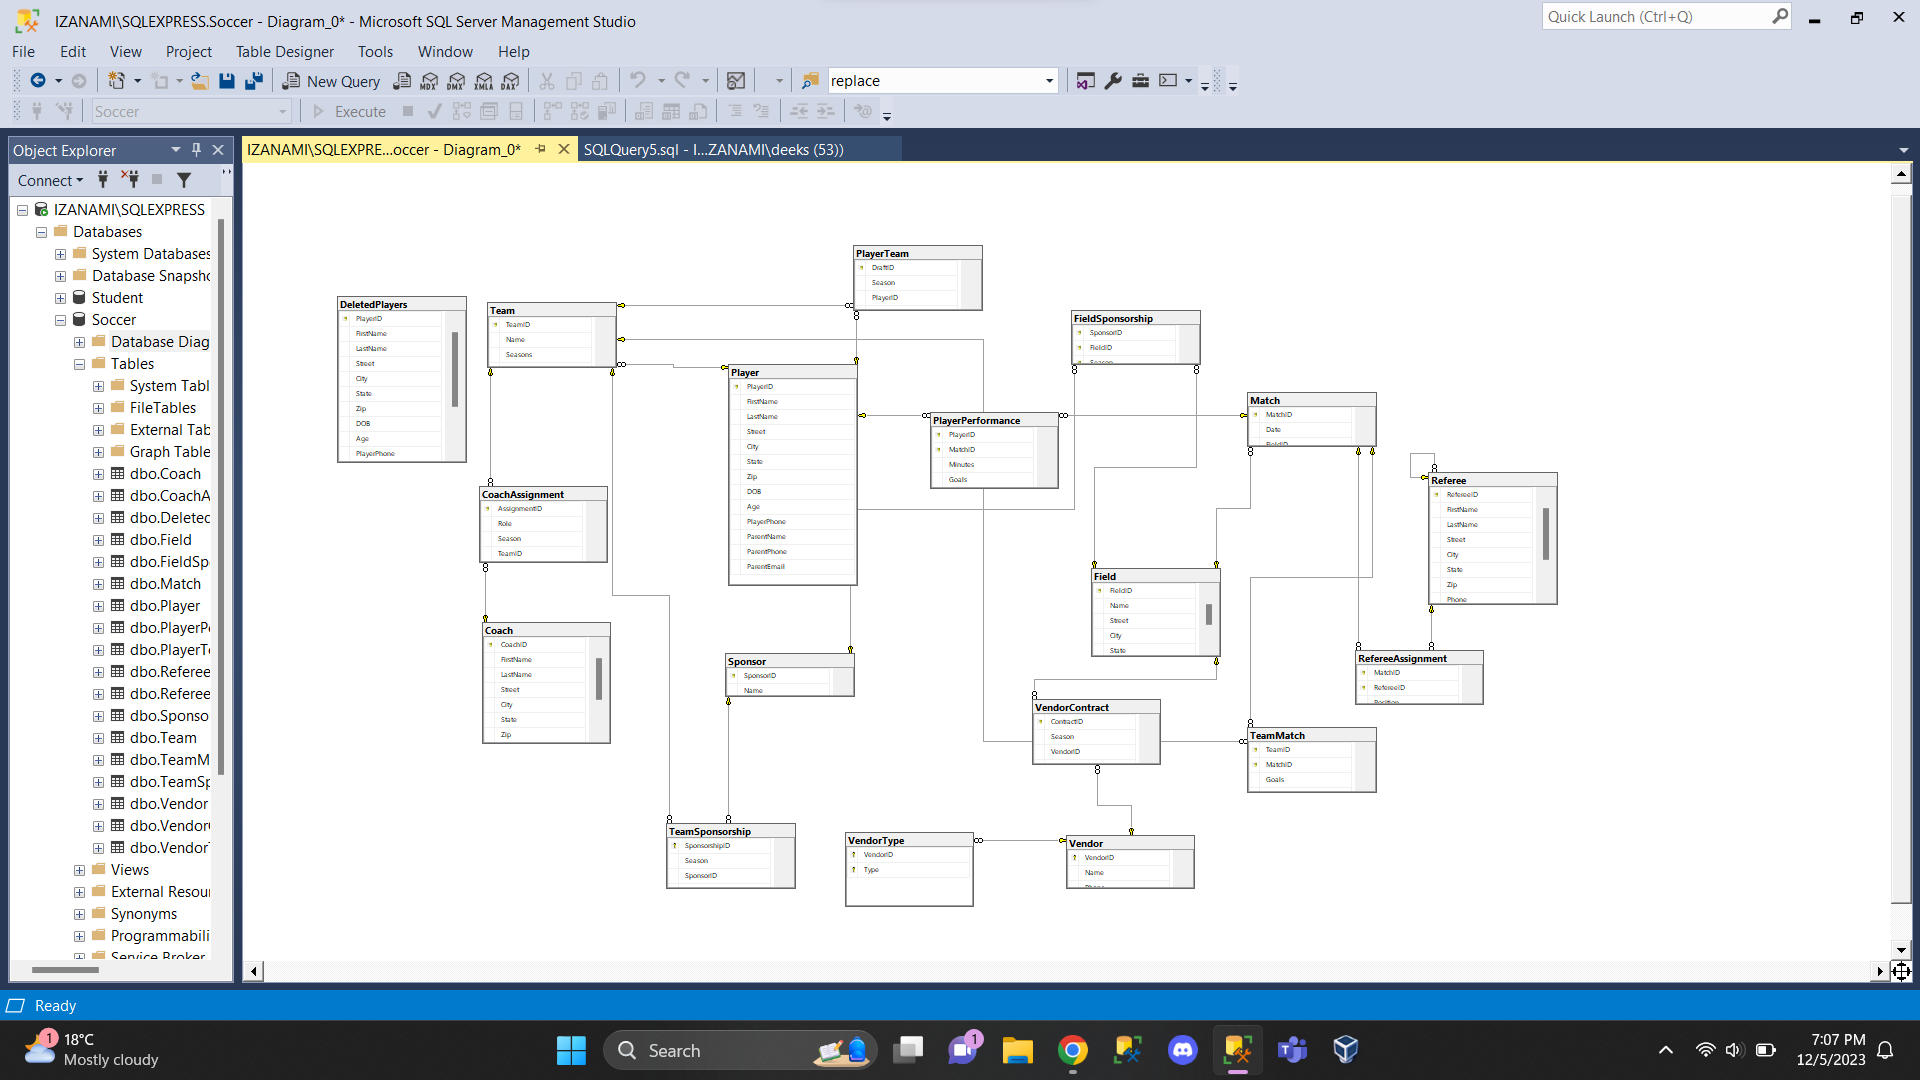 IZANAMI\SQLEXPRESS.Soccer - Diagram_0* - Microsoft SQL Server Management Studio
Quick Launch (Ctrl+Q)
File Edit View Project Table Designer Tools Window Help
New Query MDX DMX XMLA DAX replace
Soccer Execute
Object Explorer
IZANAMI\SQLEXPRE...occer - Diagram_0* SQLQuery5.sql - I...ZANAMI\deeks (53))
Connect
IZANAMI\SQLEXPRESS
Databases
System Databases
Database Snapsho
Student
Soccer
Database Diag
Tables
System Tabl
FileTables
External Tab
Graph Table
dbo.Coach
dbo.CoachA
dbo.Deleted
dbo.Field
dbo.FieldSp
dbo.Match
dbo.Player
dbo.PlayerPe
dbo.PlayerTe
dbo.Referee
dbo.Referee
dbo.Sponso
dbo.Team
dbo.TeamM
dbo.TeamSp
dbo.Vendor
dbo.Vendor
dbo.Vendor
Views
External Resou
Synonyms
Programmabili
Service Broker
DeletedPlayers
PlayerID
FirstName
LastName
Street
City
State
Zip
DOB
Age
PlayerPhone
Team
TeamID
Name
Seasons
PlayerTeam
DraftID
Season
PlayerID
Player
PlayerID
FirstName
LastName
Street
City
State
Zip
DOB
Age
PlayerPhone
ParentName
ParentPhone
ParentEmail
PlayerPerformance
PlayerID
MatchID
Minutes
Goals
FieldSponsorship
SponsorID
FieldID
Season
Match
MatchID
Date
FieldID
Referee
RefereeID
FirstName
LastName
Street
City
State
Zip
Phone
CoachAssignment
AssignmentID
Role
Season
TeamID
Coach
CoachID
FirstName
LastName
Street
City
State
Zip
Sponsor
SponsorID
Name
Field
FieldID
Name
Street
City
State
RefereeAssignment
MatchID
RefereeID
Position
VendorContract
ContractID
Season
VendorID
TeamMatch
TeamID
MatchID
Goals
TeamSponsorship
SponsorshipID
Season
SponsorID
VendorType
VendorID
Type
Vendor
VendorID
Name
Phone
Ready
1
18°C
Mostly cloudy
Search
1
7:07 PM
12/5/2023